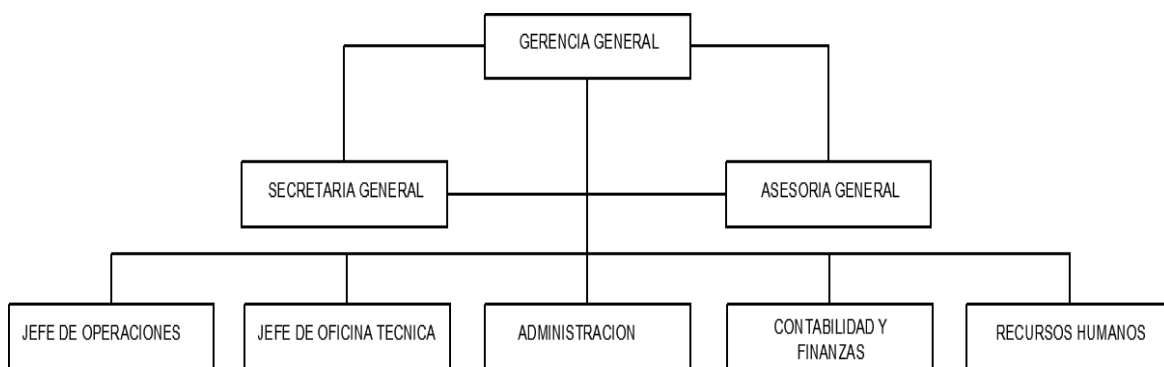 GERENCIA GENERAL
SECRETARIA GENERAL
ASESORIA GENERAL
JEFE DE OPERACIONES
JEFE DE OFICINA TECNICA
ADMINISTRACION
CONTABILIDAD Y
FINANZAS
RECURSOS HUMANOS